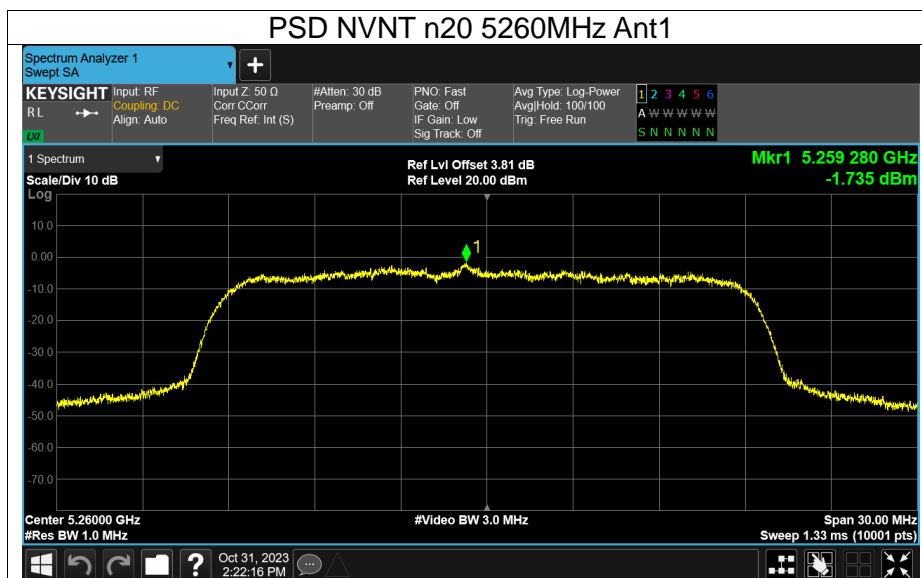 PSD NVNT n20 5260MHz Ant1
Spectrum Analyzer 1
Swept SA
+
KEYSIGHT
R L
LXI
Input: RF
Coupling: DC
Align: Auto
Input Z: 50 Ω
Corr CCorr
Freq Ref: Int (S)
#Atten: 30 dB
Preamp: Off
PNO: Fast
Gate: Off
IF Gain: Low
Sig Track: Off
Avg Type: Log-Power
Avg|Hold: 100/100
Trig: Free Run
1 2 3 4 5 6
A W W W W W
S N N N N N
1 Spectrum
Scale/Div 10 dB
Log
Ref Lvl Offset 3.81 dB
Ref Level 20.00 dBm
Mkr1 5.259 280 GHz
-1.735 dBm
10.0
0.00
-10.0
-20.0
-30.0
-40.0
-50.0
-60.0
-70.0
1
Center 5.26000 GHz
#Res BW 1.0 MHz
#Video BW 3.0 MHz
Span 30.00 MHz
Sweep 1.33 ms (10001 pts)
?
Oct 31, 2023
2:22:16 PM